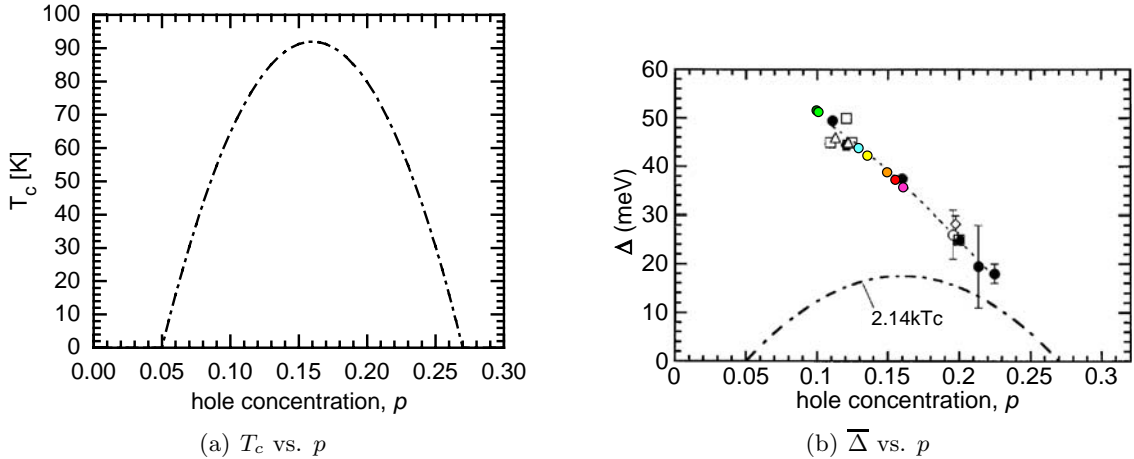 100
90
80
70
60
50
40
30
20
10
0
T_c [K]
0.00 0.05 0.10 0.15 0.20 0.25 0.30
hole concentration, p
(a) T_c vs. p
60
50
40
30
20
10
0
Δ (meV)
2.14kTc
0 0.05 0.1 0.15 0.2 0.25 0.3
hole concentration, p
(b) \overline{Δ} vs. p